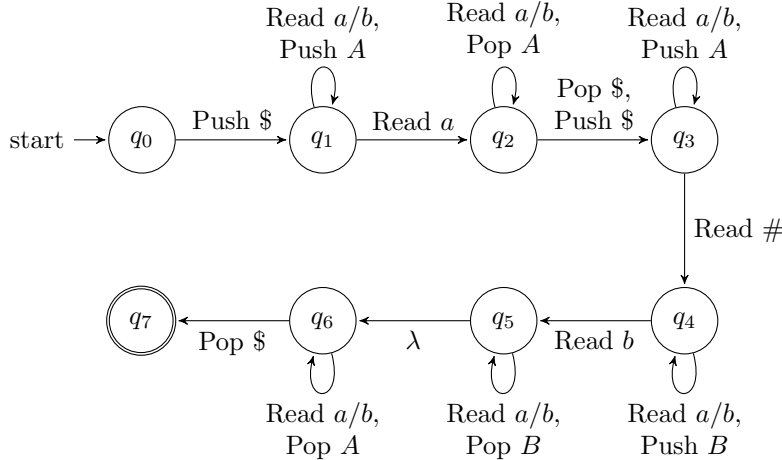 Read a/b,
Push A
Read a/b,
Pop A
Read a/b,
Push A
start
q0
Push $
q1
Read a
q2
Pop $,
Push $
q3
Read #
q7
Pop $
q6
λ
q5
Read b
q4
Read a/b,
Pop A
Read a/b,
Pop B
Read a/b,
Push B